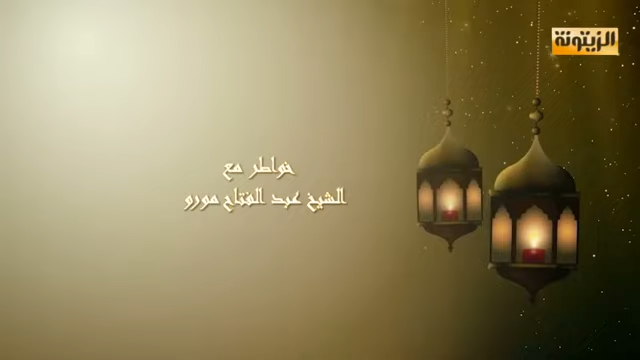 الزيتونة
خواطر مع
الشيخ عبد الفتاح مورو